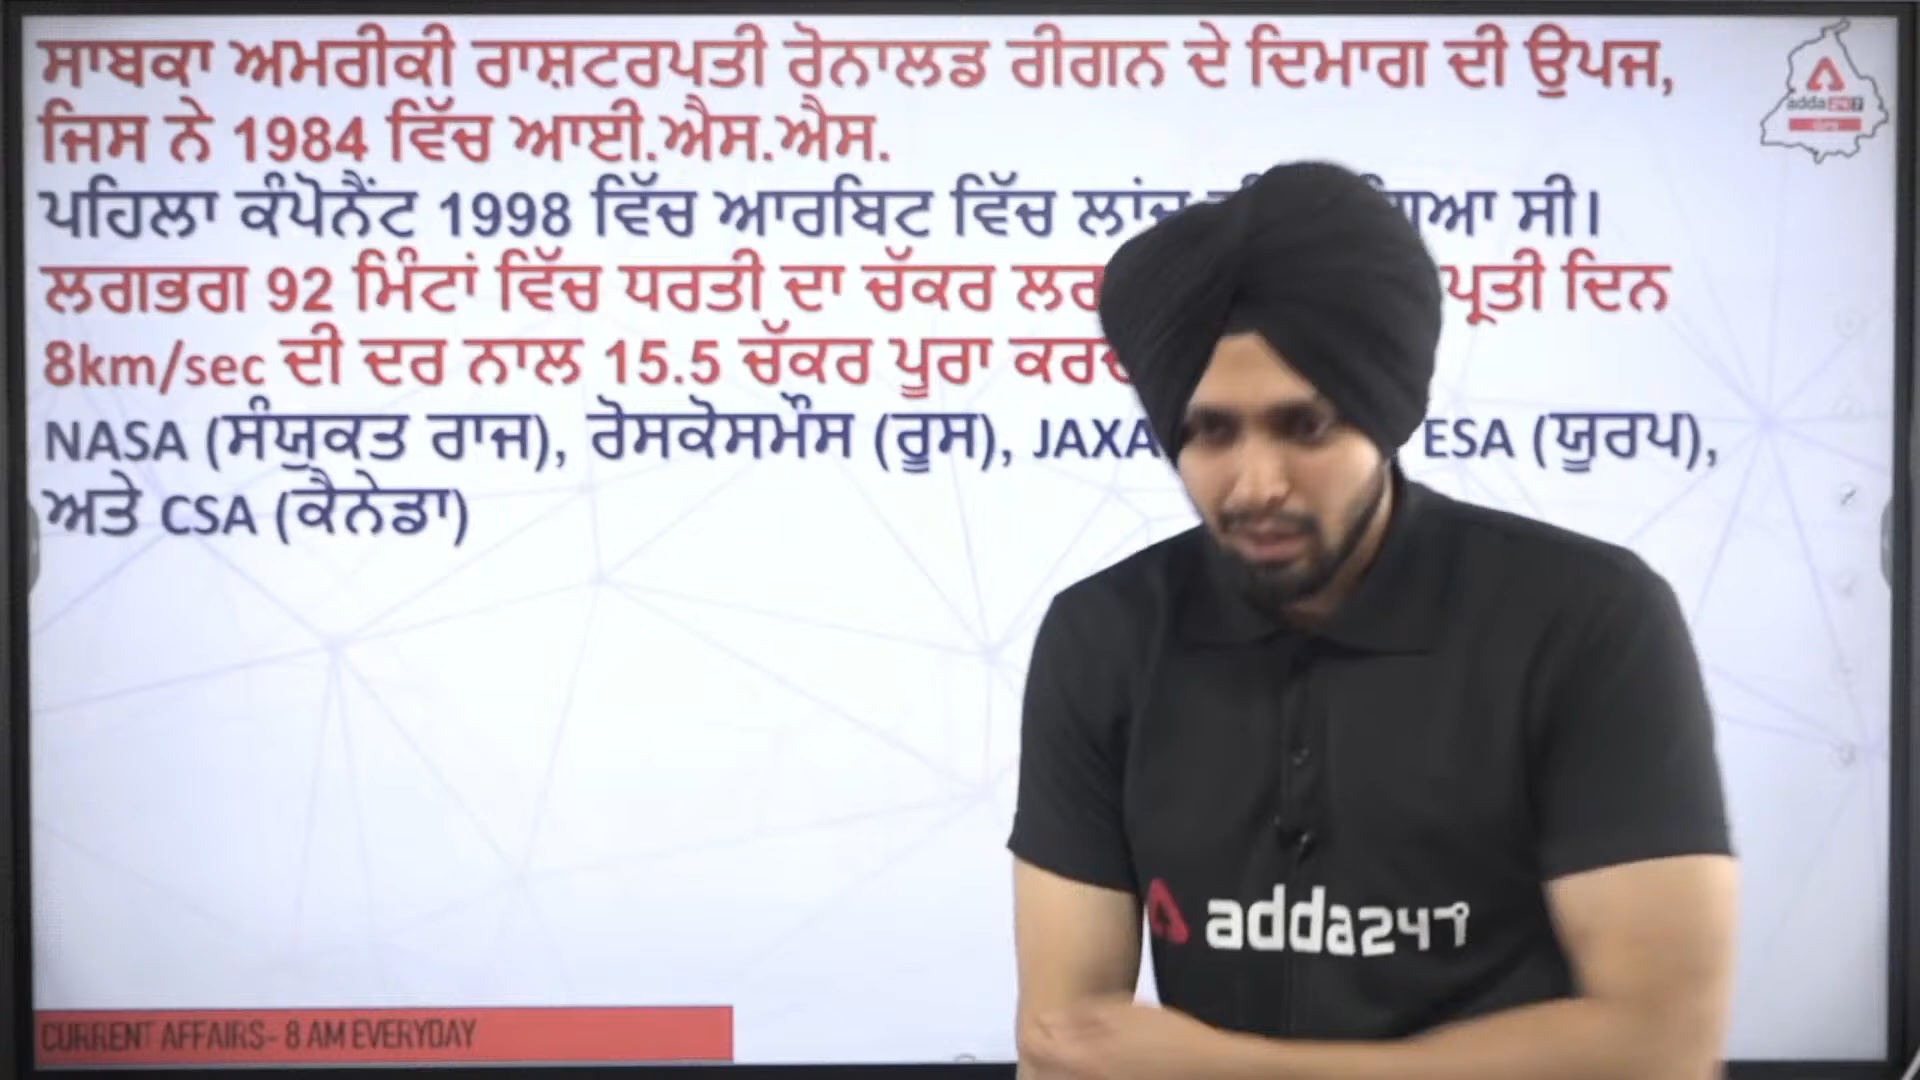 ਸਾਬਕਾ ਅਮਰੀਕੀ ਰਾਸ਼ਟਰਪਤੀ ਰੋਨਾਲਡ ਰੀਗਨ ਦੇ ਦਿਮਾਗ ਦੀ ਉਪਜ,
ਜਿਸ ਨੇ 1984 ਵਿੱਚ ਆਈ.ਐਸ.ਐਸ.
ਪਹਿਲਾ ਕੰਪੋਨੈਂਟ 1998 ਵਿੱਚ ਆਰਬਿਟ ਵਿੱਚ ਸੀ।
ਲਗਭਗ 92 ਮਿੰਟਾਂ ਵਿੱਚ ਧਰਤੀ ਦਾ ਚੱਕਰ ਪ੍ਰਤੀ ਦਿਨ
8km/sec ਦੀ ਦਰ ਨਾਲ 15.5 ਚੱਕਰ ਪੂਰਾ
NASA (ਸੰਯੁਕਤ ਰਾਜ), ਰੋਸਕੋਸਮੌਸ (ਰੂਸ), JAXA ESA (ਯੂਰਪ),
ਅਤੇ CSA (ਕੈਨੇਡਾ)
adda247
adda247
CURRENT AFFAIRS- 8 AM EVERYDAY